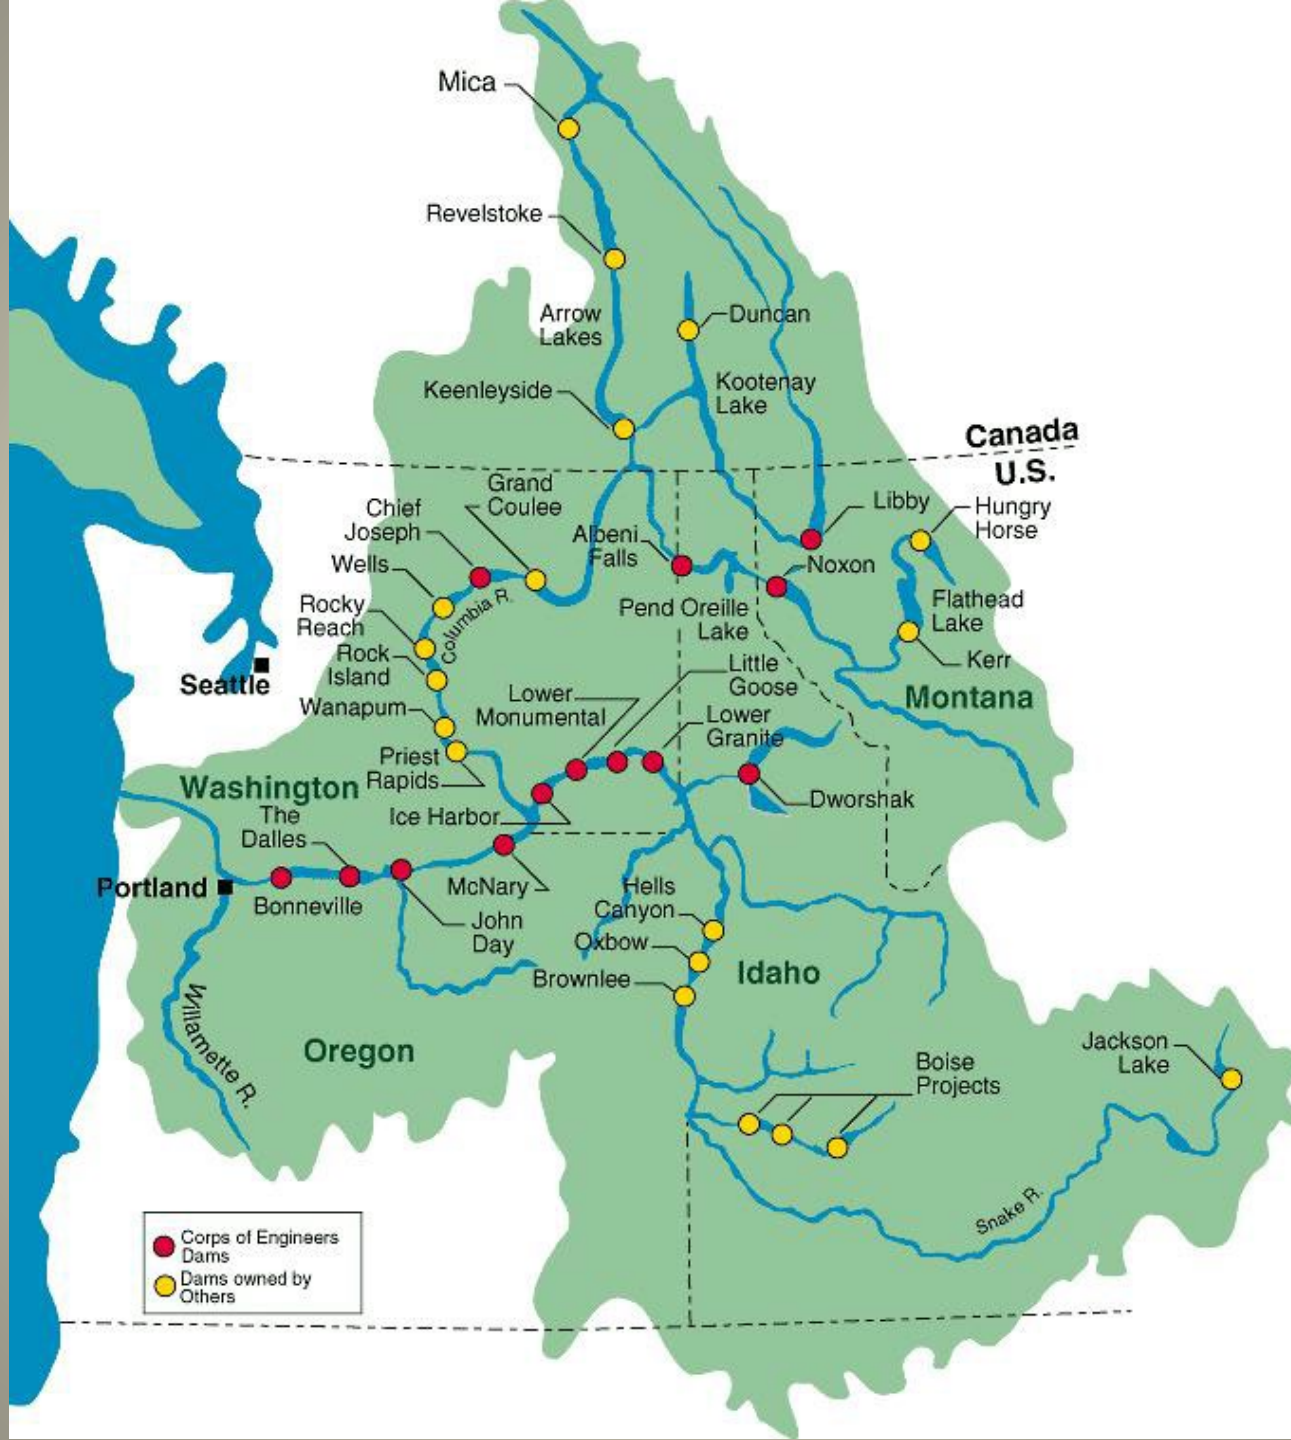 Mica
Revelstoke
Arrow
Lakes
Duncan
Keenleyside
Kootenay
Lake
Canada
U.S.
Grand
Coulee
Chief
Joseph
Libby
Hungry
Horse
Albeni
Falls
Wells
Noxon
Rocky
Reach
Columbia R.
Pend Oreille
Lake
Flathead
Lake
Rock
Island
Kerr
Seattle
Little
Goose
Lower
Monumental
Montana
Wanapum
Lower
Granite
Priest
Rapids
Washington
Dworshak
Ice Harbor
The
Dalles
Portland
McNary
Hells
Canyon
Bonneville
John
Day
Oxbow
Brownlee
Idaho
Willamette R.
Oregon
Jackson
Lake
Boise
Projects
Snake R.
Corps of Engineers
Dams
Dams owned by
Others